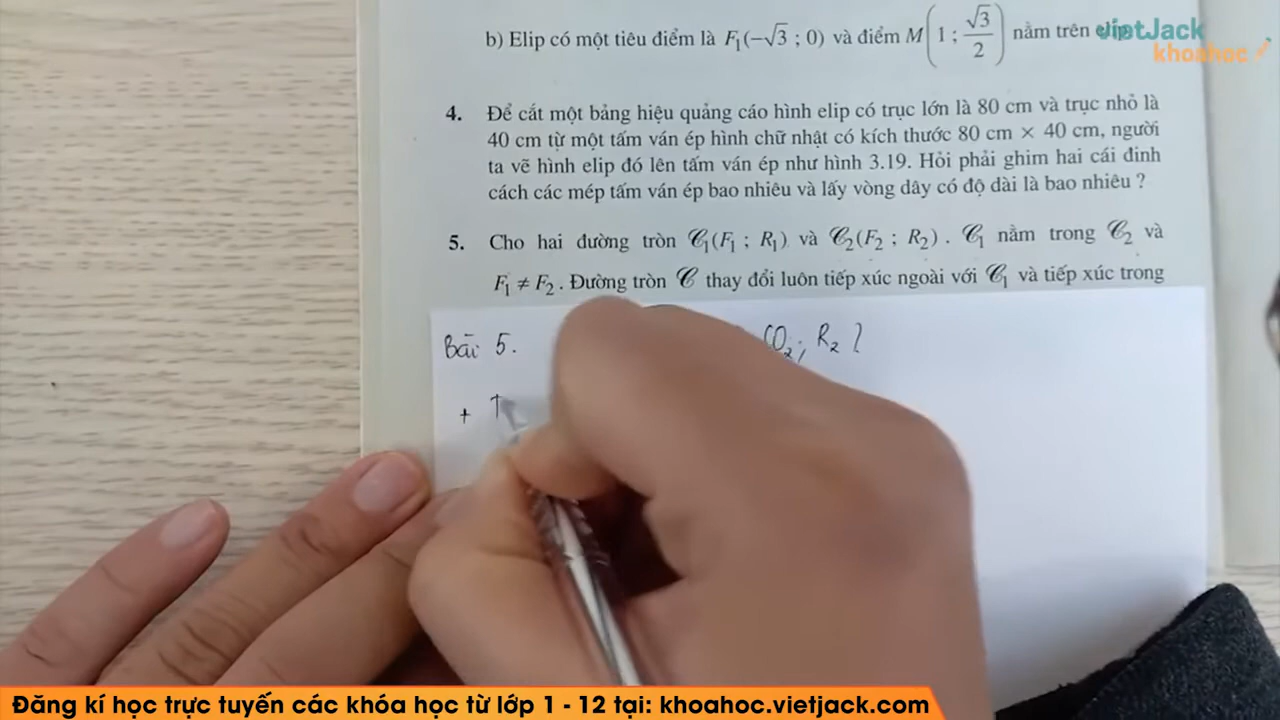 b) Elip có một tiêu điểm là F₁(−√3 ; 0) và điểm M(1 ; √3/2) nằm trên elip.
vietJack
khoahoc
4. Để cắt một bảng hiệu quảng cáo hình elip có trục lớn là 80 cm và trục nhỏ là
40 cm từ một tấm ván ép hình chữ nhật có kích thước 80 cm × 40 cm, người
ta vẽ hình elip đó lên tấm ván ép như hình 3.19. Hỏi phải ghim hai cái đinh
cách các mép tấm ván ép bao nhiêu và lấy vòng dây có độ dài là bao nhiêu ?
5. Cho hai đường tròn 𝒞₁(F₁ ; R₁) và 𝒞₂(F₂ ; R₂) . 𝒞₁ nằm trong 𝒞₂ và
F₁ ≠ F₂ . Đường tròn 𝒞 thay đổi luôn tiếp xúc ngoài với 𝒞₁ và tiếp xúc trong
Bài 5.
; R₂ ?
+
Đăng kí học trực tuyến các khóa học từ lớp 1 - 12 tại: khoahoc.vietjack.com